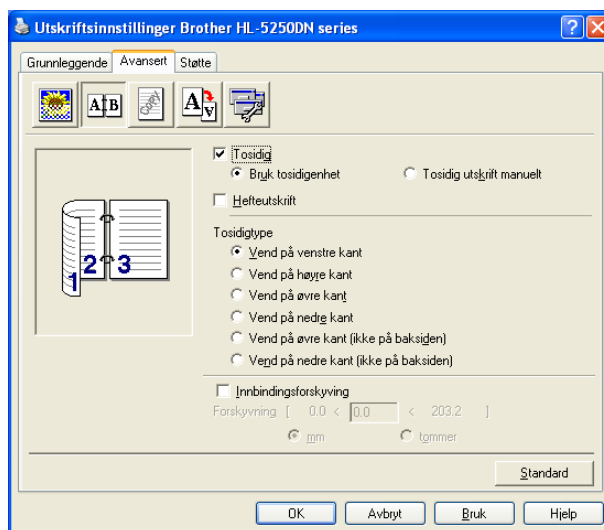 Utskriftsinnstillinger Brother HL-5250DN series
Grunnleggende Avansert Støtte
A B
A
A
1 2 3
Tosidig
Bruk tosidigenhet Tosidig utskrift manuelt
Hefteutskrift
Tosidigtype
Vend på venstre kant
Vend på høyre kant
Vend på øvre kant
Vend på nedre kant
Vend på øvre kant (ikke på baksiden)
Vend på nedre kant (ikke på baksiden)
Innbindingsforskyving
Forskyvning [ 0.0 < 0.0 < 203.2 ]
mm tommer
Standard
OK Avbryt Bruk Hjelp